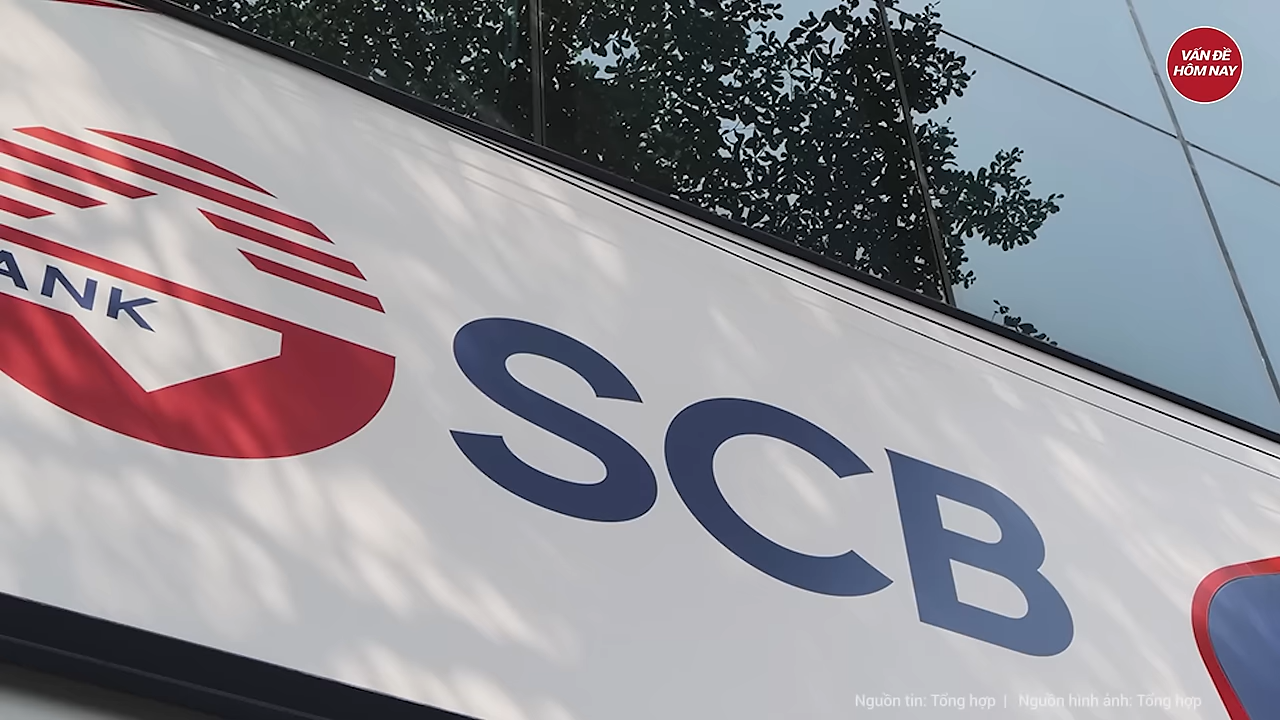 VẤN ĐỀ
HÔM NAY
ANK
SCB
Nguồn tin: Tổng hợp | Nguồn hình ảnh: Tổng hợp